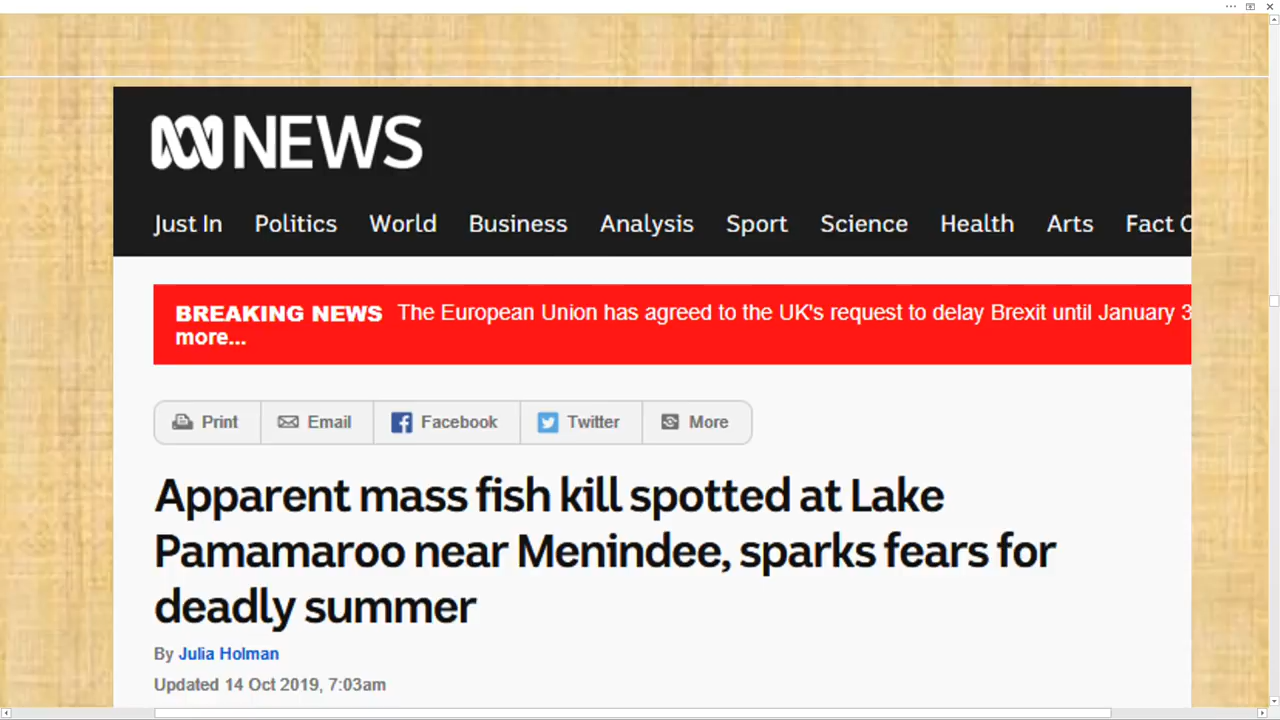 NEWS
Just In Politics World Business Analysis Sport Science Health Arts Fact C
BREAKING NEWS The European Union has agreed to the UK's request to delay Brexit until January 3
more...
Print Email Facebook Twitter More
Apparent mass fish kill spotted at Lake
Pamamaroo near Menindee, sparks fears for
deadly summer
By Julia Holman
Updated 14 Oct 2019, 7:03am